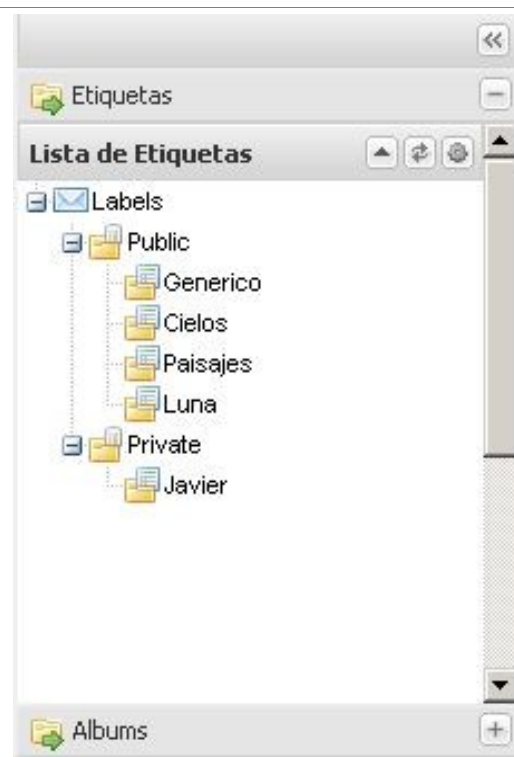 Etiquetas
Lista de Etiquetas
Labels
Public
Generico
Cielos
Paisajes
Luna
Private
Javier
Albums